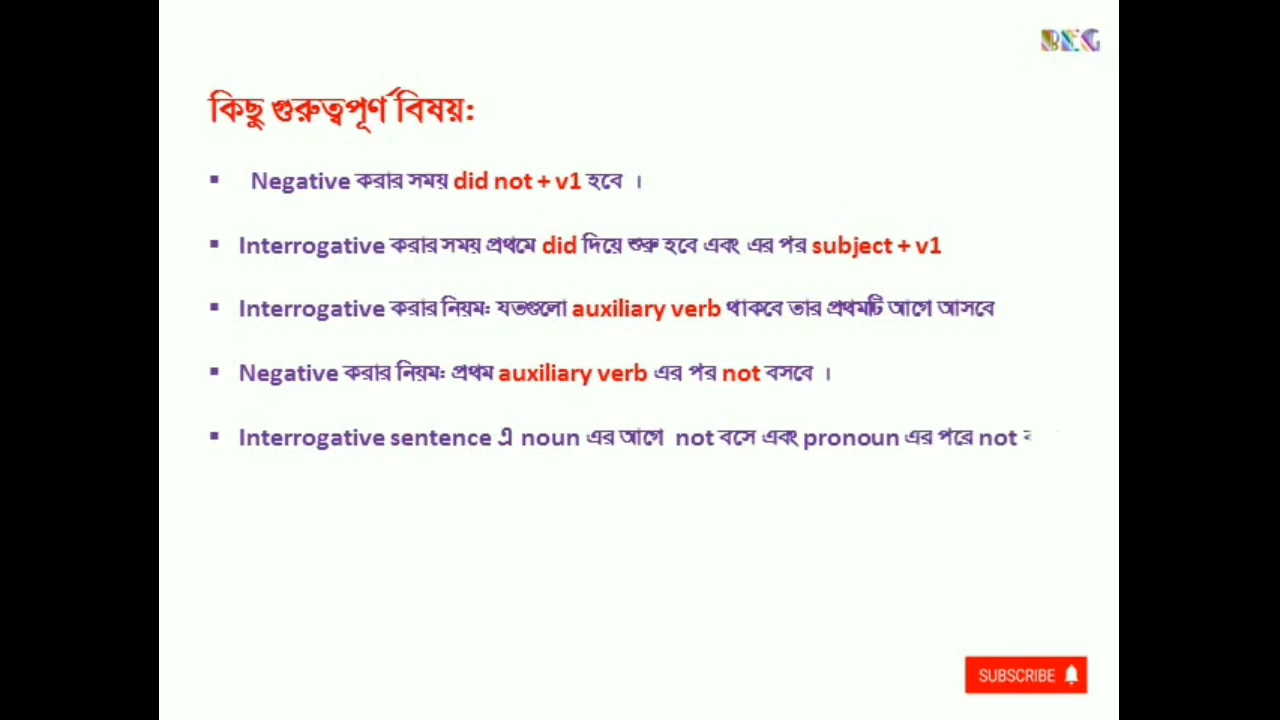 BEG
কিছু গুরুত্বপূর্ণ বিষয়:
▪ Negative করার সময় did not + v1 হবে ।
▪ Interrogative করার সময় প্রথমে did দিয়ে শুরু হবে এবং এর পর subject + v1
▪ Interrogative করার নিয়ম: যতগুলো auxiliary verb থাকবে তার প্রথমটি আগে আসবে
▪ Negative করার নিয়ম: প্রথম auxiliary verb এর পর not বসবে ।
▪ Interrogative sentence এ noun এর আগে not বসে এবং pronoun এর পরে not
SUBSCRIBE